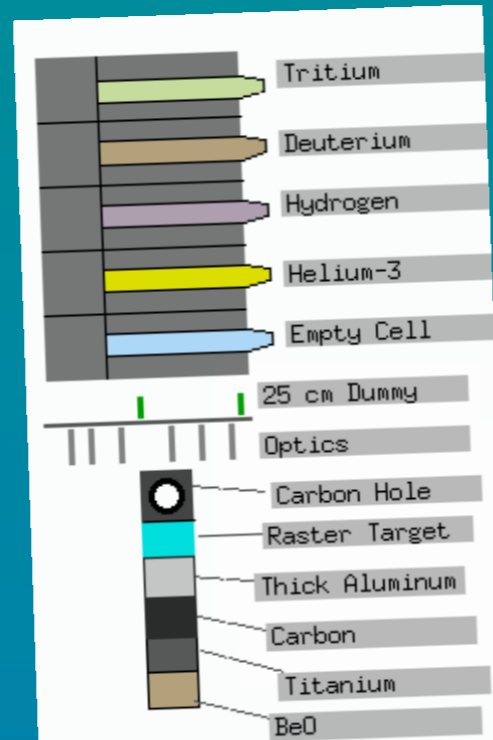 Tritium
Deuterium
Hydrogen
Helium-3
Empty Cell
25 cm Dummy
Optics
Carbon Hole
Raster Target
Thick Aluminum
Carbon
Titanium
BeO